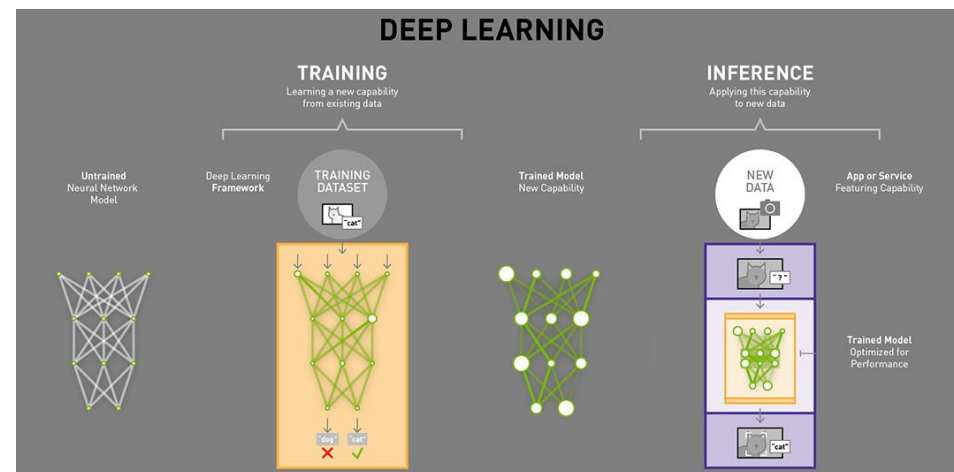 DEEP LEARNING
TRAINING
Learning a new capability
from existing data
INFERENCE
Applying this capability
to new data
Untrained
Neural Network
Model
Deep Learning
Framework
TRAINING
DATASET
"cat"
Trained Model
New Capability
NEW
DATA
App or Service
Featuring Capability
"?"
Trained Model
Optimized for
Performance
"dog"
"cat"
"cat"